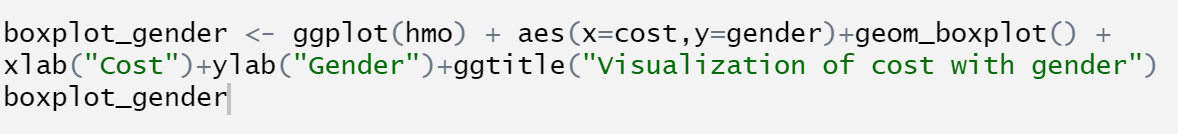 boxplot_gender <- ggplot(hmo) + aes(x=cost,y=gender)+geom_boxplot() +
xlab("Cost")+ylab("Gender")+ggtitle("Visualization of cost with gender")
boxplot_gender